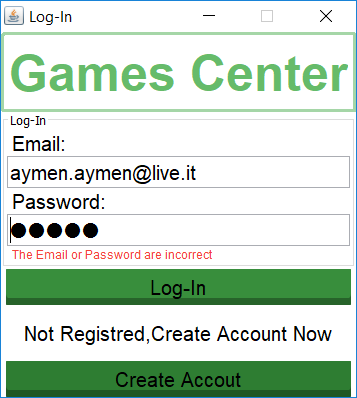 Log-In
Games Center
Log-In
Email:
aymen.aymen@live.it
Password:
●●●●●
The Email or Password are incorrect
Log-In
Not Registred,Create Account Now
Create Accout